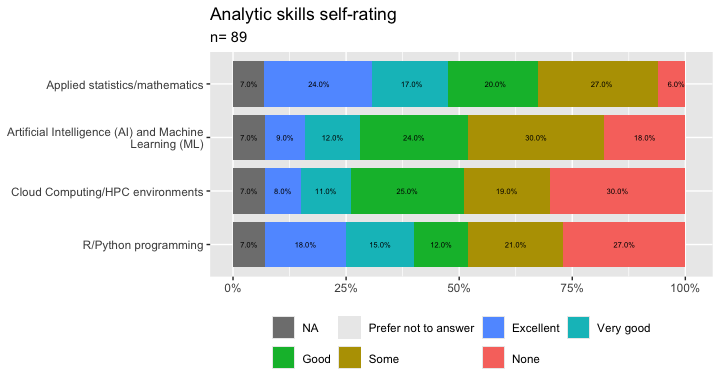 Analytic skills self-rating
n= 89
Applied statistics/mathematics
7.0% 24.0% 17.0% 20.0% 27.0% 6.0%
Artificial Intelligence (AI) and Machine
Learning (ML)
7.0% 9.0% 12.0% 24.0% 30.0% 18.0%
Cloud Computing/HPC environments
7.0% 8.0% 11.0% 25.0% 19.0% 30.0%
R/Python programming
7.0% 18.0% 15.0% 12.0% 21.0% 27.0%
0% 25% 50% 75% 100%
NA Prefer not to answer Excellent Very good
Good Some None